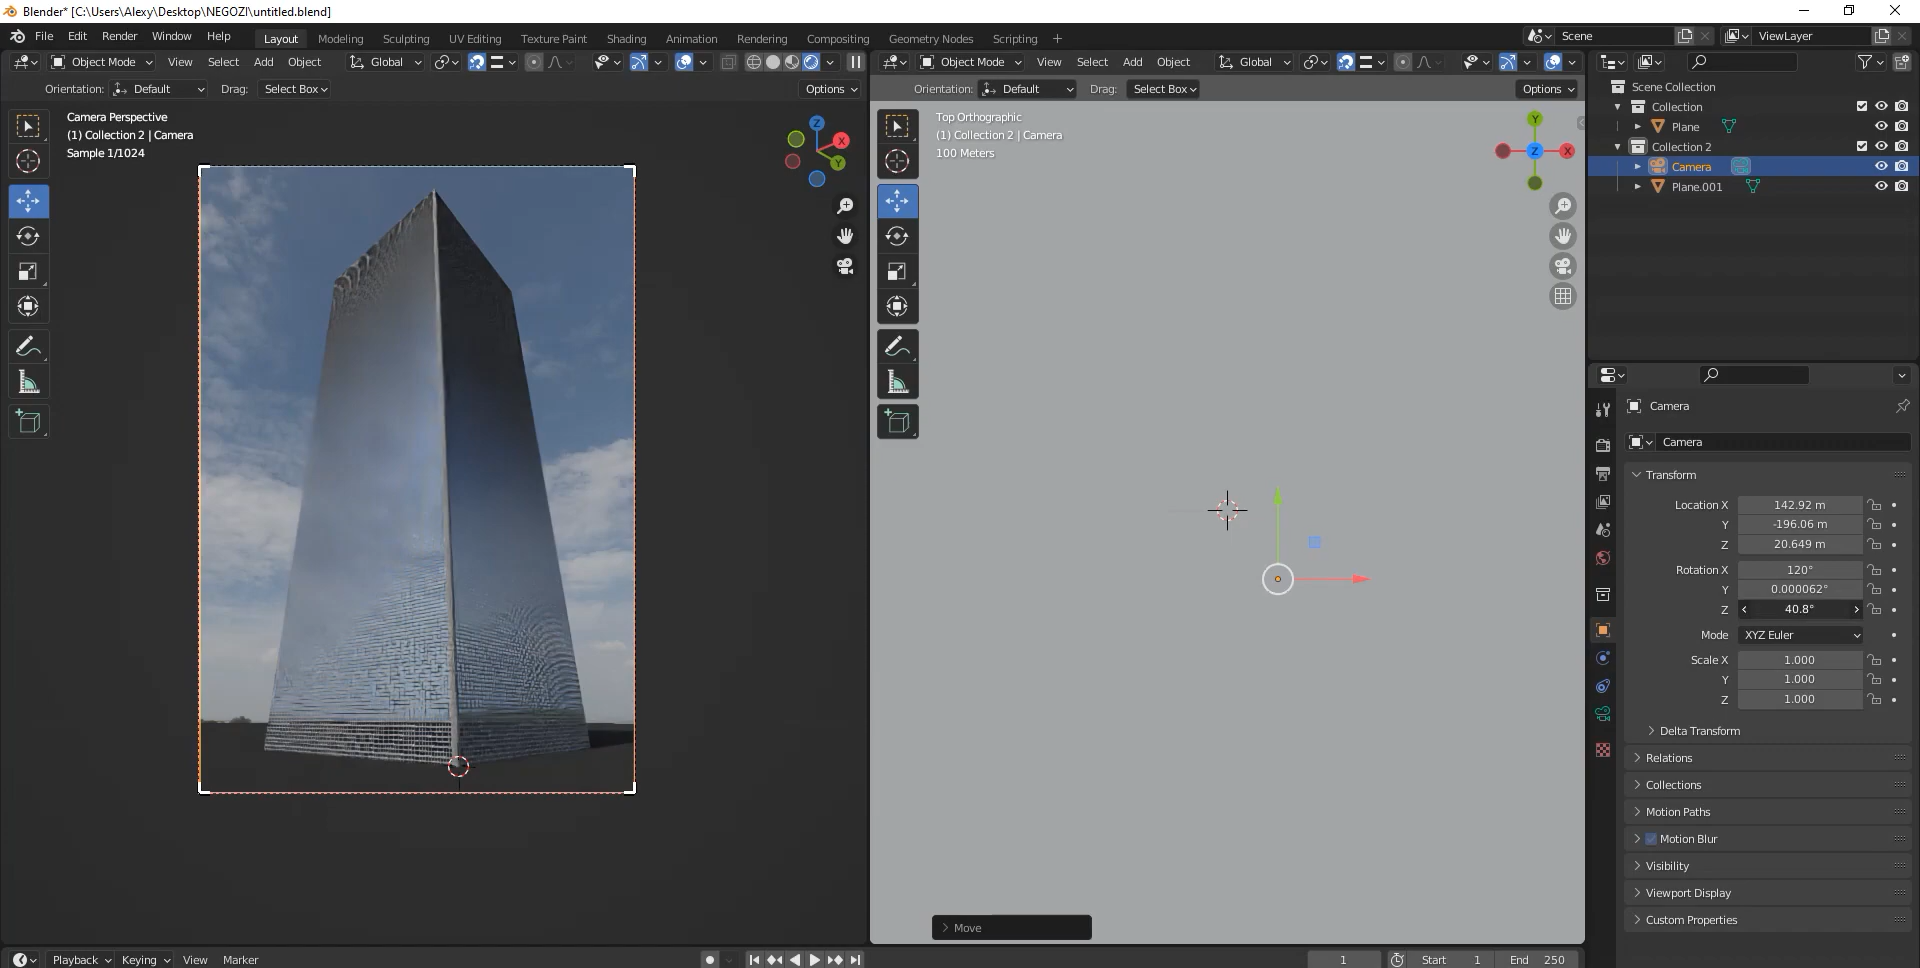 Blender* [C:\Users\Alexy\Desktop\NEGOZI\untitled.blend]
File Edit Render Window Help Layout Modeling Sculpting UV Editing Texture Paint Shading Animation Rendering Compositing Geometry Nodes Scripting + Scene ViewLayer
Object Mode View Select Add Object Global
Orientation: Default Drag: Select Box Options
Camera Perspective
(1) Collection 2 | Camera
Sample 1/1024
Z
X
Y
Object Mode View Select Add Object Global
Orientation: Default Drag: Select Box Options
Top Orthographic
(1) Collection 2 | Camera
100 Meters
Y
Z X
Move
Scene Collection
Collection
Plane
Collection 2
Camera
Plane.001
Camera
Camera
Transform
Location X 142.92 m
Y -196.06 m
Z 20.649 m
Rotation X 120°
Y 0.000062°
Z 40.8°
Mode XYZ Euler
Scale X 1.000
Y 1.000
Z 1.000
Delta Transform
Relations
Collections
Motion Paths
Motion Blur
Visibility
Viewport Display
Custom Properties
Playback Keying View Marker 1 Start 1 End 250